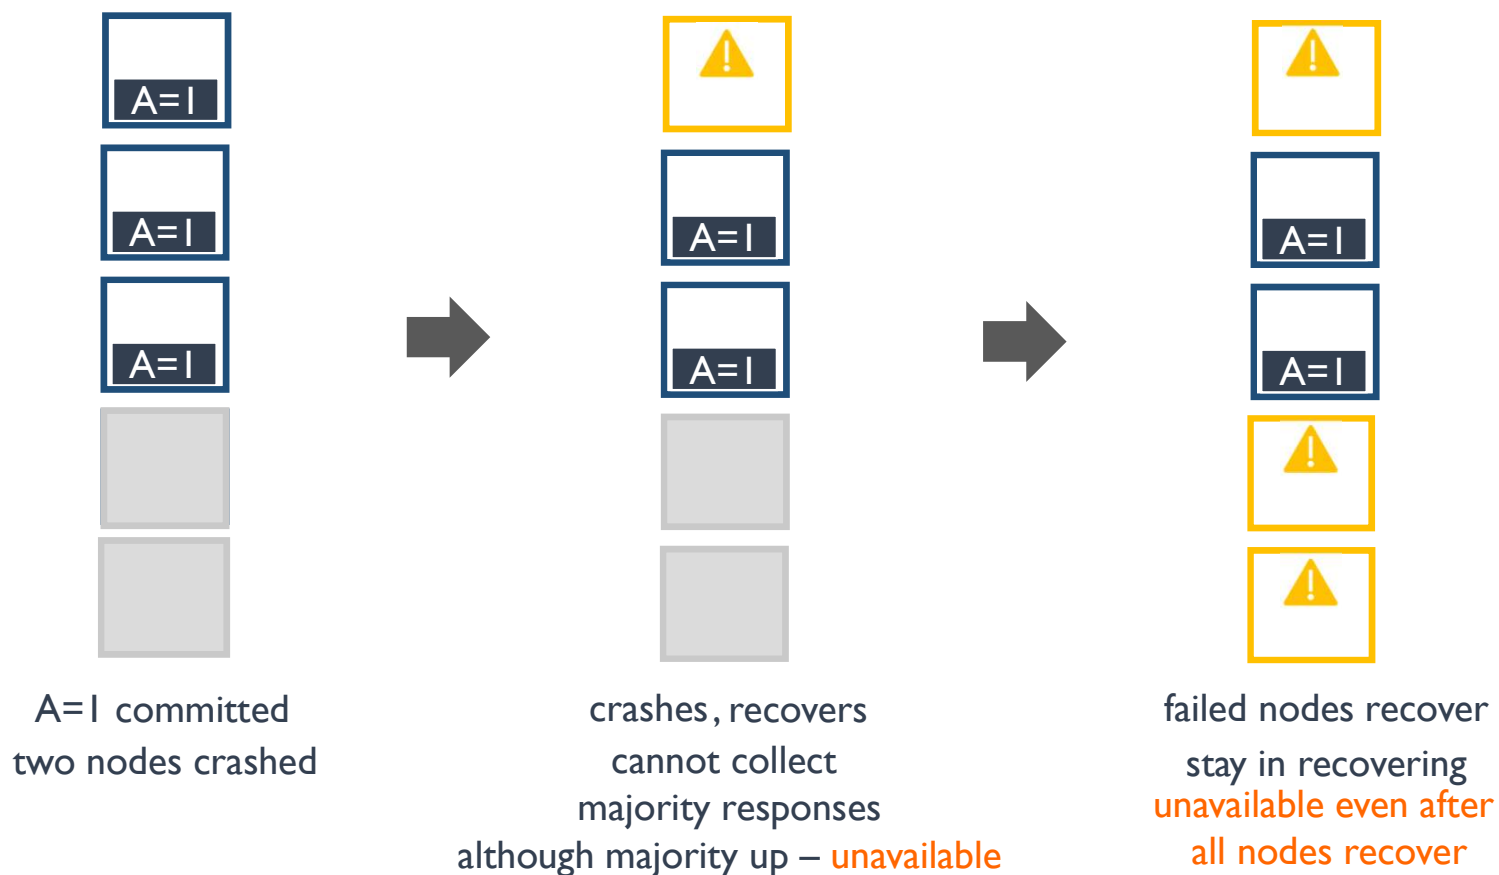 A=1
A=1
A=1
A=1 committed
two nodes crashed
A=1
A=1
crashes, recovers
cannot collect
majority responses
although majority up – unavailable
A=1
A=1
failed nodes recover
stay in recovering
unavailable even after
all nodes recover